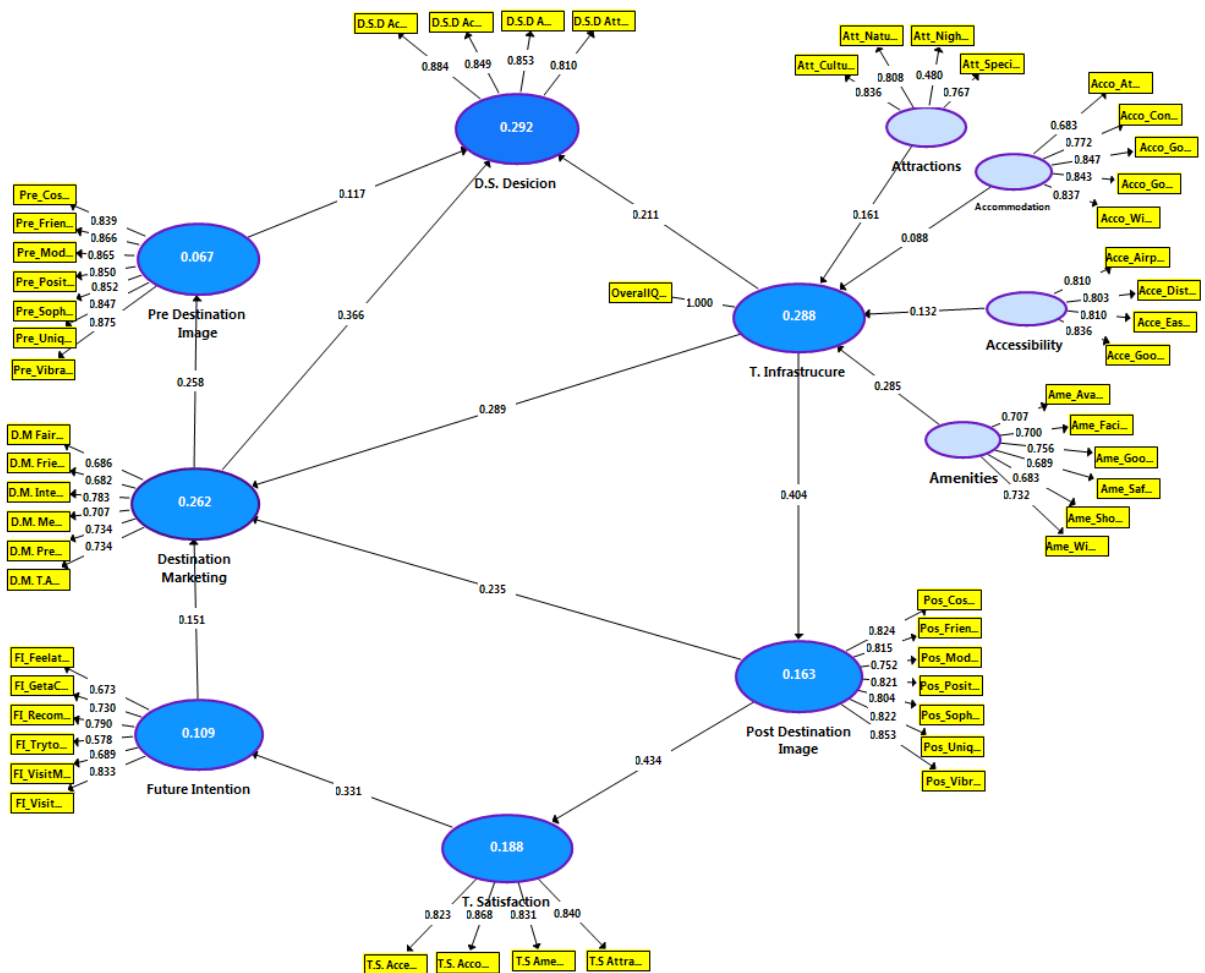 D.S.D Ac...
D.S.D Ac...
D.S.D A...
D.S.D Att...
0.884
0.849
0.853
0.810
0.292
D.S. Desicion
Att_Cultu...
Att_Natu...
Att_Nigh...
Att_Speci...
0.836
0.808
0.480
0.767
Attractions
Acco_At...
Acco_Con...
Acco_Go...
Acco_Go...
Acco_Wi...
0.683
0.772
0.847
0.843
0.837
Accommodation
Pre_Cos...
Pre_Frien...
Pre_Mod...
Pre_Posit...
Pre_Soph...
Pre_Uniq...
Pre_Vibra...
0.839
0.866
0.865
0.850
0.852
0.847
0.875
0.067
Pre Destination
Image
0.117
0.366
0.211
0.161
0.088
0.132
0.285
0.258
0.289
0.404
0.235
0.151
0.434
0.331
OverallQ...
1.000
0.288
T. Infrastrucure
Acce_Airp...
Acce_Dist...
Acce_Eas...
Acce_Goo...
0.810
0.803
0.810
0.836
Accessibility
Ame_Ava...
Ame_Faci...
Ame_Goo...
Ame_Saf...
Ame_Sho...
Ame_Wi...
0.707
0.700
0.756
0.689
0.683
0.732
Amenities
D.M Fair...
D.M. Frie...
D.M. Inte...
D.M. Me...
D.M. Pre...
D.M. T.A...
0.686
0.682
0.783
0.707
0.734
0.734
0.262
Destination
Marketing
FI_Feelat...
FI_GetaC...
FI_Recom...
FI_Tryto...
FI_VisitM...
FI_Visit...
0.673
0.730
0.790
0.578
0.689
0.833
0.109
Future Intention
Pos_Cos...
Pos_Frien...
Pos_Mod...
Pos_Posit...
Pos_Soph...
Pos_Uniq...
Pos_Vibr...
0.824
0.815
0.752
0.821
0.804
0.822
0.853
0.163
Post Destination
Image
0.188
T. Satisfaction
0.823
0.868
0.831
0.840
T.S. Acce...
T.S. Acco...
T.S Ame...
T.S Attra...